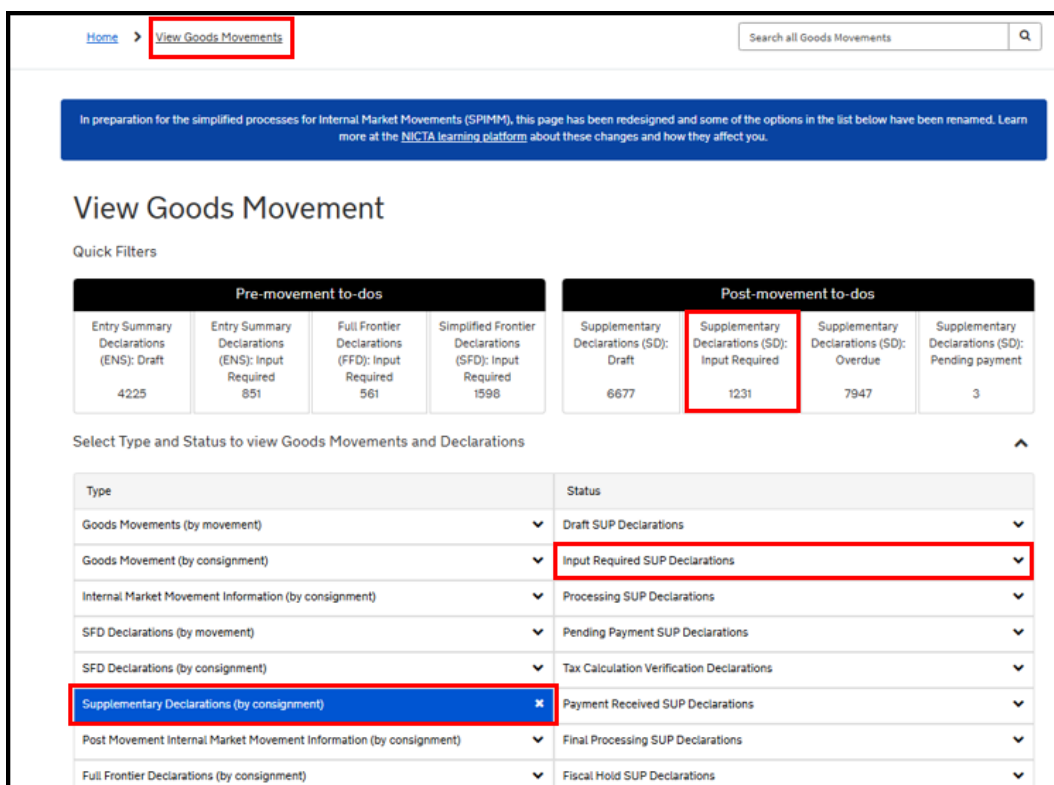 Home > View Goods Movements
Search all Goods Movements
In preparation for the simplified processes for Internal Market Movements (SPIMM), this page has been redesigned and some of the options in the list below have been renamed. Learn
more at the NICTA learning platform about these changes and how they affect you.
View Goods Movement
Quick Filters
Pre-movement to-dos
Entry Summary
Declarations
(ENS): Draft
4225
Entry Summary
Declarations
(ENS): Input
Required
851
Full Frontier
Declarations
(FFD): Input
Required
561
Simplified Frontier
Declarations
(SFD): Input
Required
1598
Post-movement to-dos
Supplementary
Declarations (SD):
Draft
6677
Supplementary
Declarations (SD):
Input Required
1231
Supplementary
Declarations (SD):
Overdue
7947
Supplementary
Declarations (SD):
Pending payment
3
Select Type and Status to view Goods Movements and Declarations
Type
Status
Goods Movements (by movement)
Draft SUP Declarations
Goods Movement (by consignment)
Input Required SUP Declarations
Internal Market Movement Information (by consignment)
Processing SUP Declarations
SFD Declarations (by movement)
Pending Payment SUP Declarations
SFD Declarations (by consignment)
Tax Calculation Verification Declarations
Supplementary Declarations (by consignment)
Payment Received SUP Declarations
Post Movement Internal Market Movement Information (by consignment)
Final Processing SUP Declarations
Full Frontier Declarations (by consignment)
Fiscal Hold SUP Declarations